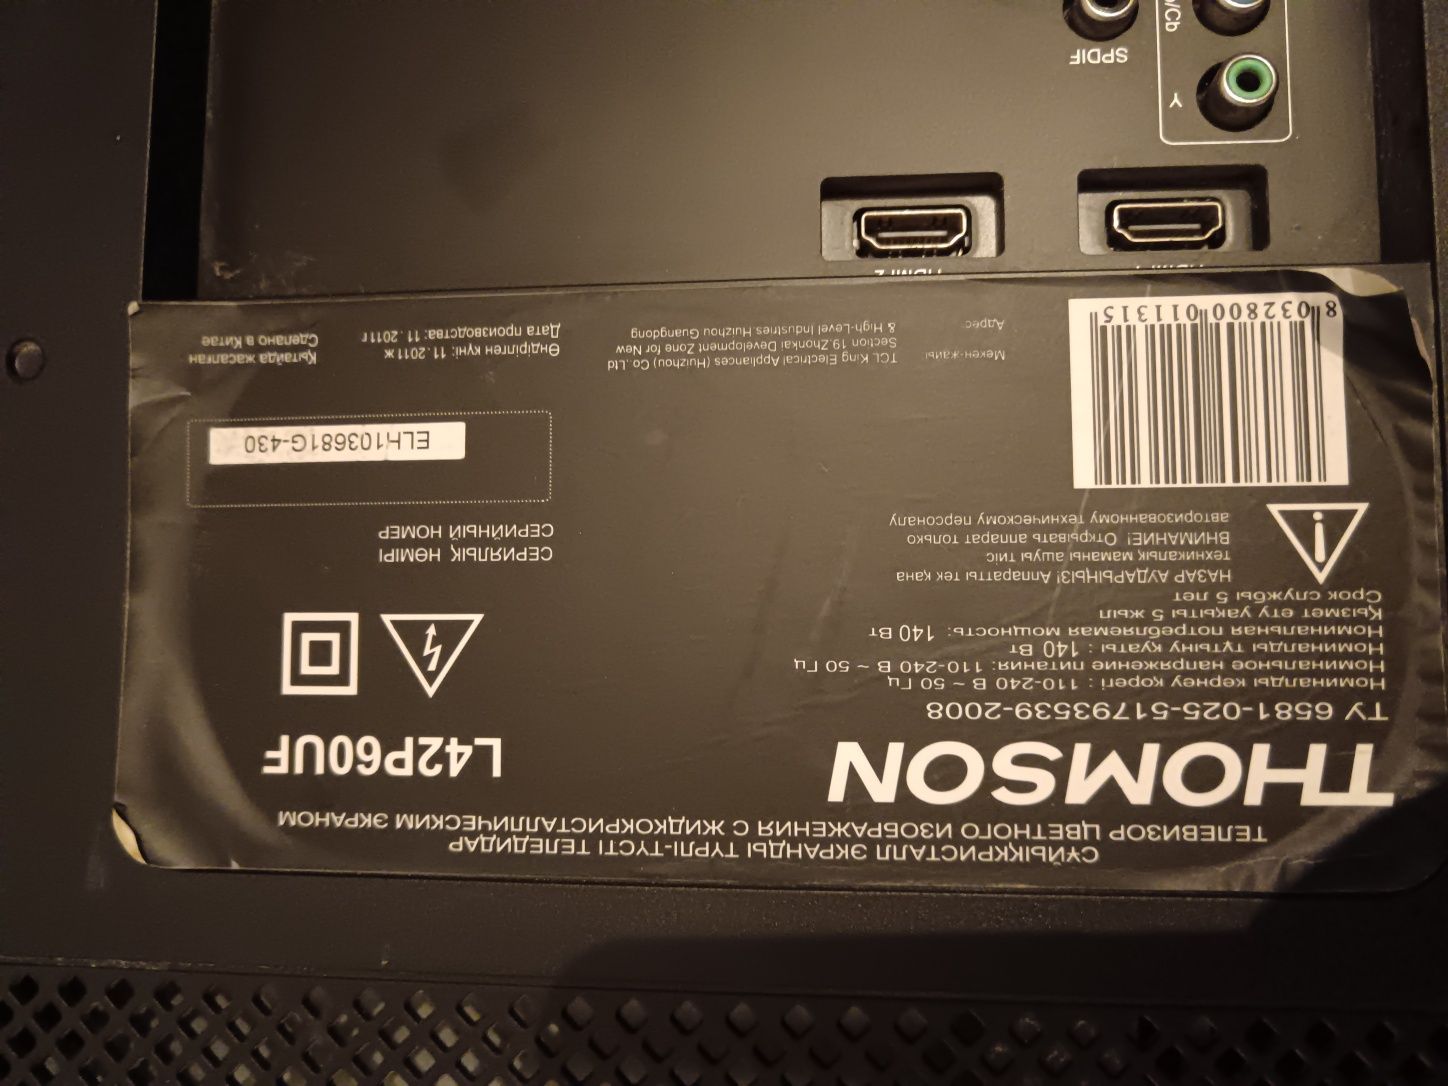 СҰЙЫҚКРИСТАЛЛ ЭКРАНДЫ ТҮРЛІ-ТҮСТІ ТЕЛЕДИДАР
ТЕЛЕВИЗОР ЦВЕТНОГО ИЗОБРАЖЕНИЯ С ЖИДКОКРИСТАЛЛИЧЕСКИМ ЭКРАНОМ
THOMSON
L42P60UF
ТУ 6581-025-51793539-2008
Номиналды кернеу көрегі : 110-240 В ~ 50 Гц
Номинальное напряжение питания: 110-240 В ~ 50 Гц
Номиналды тұтыну куаты : 140 Вт
Номинальная потребляемая мощность: 140 Вт
Қызмет ету уақыты 5 жыл
Срок службы 5 лет
НАЗАР АУДАРЫҢЫЗ! Аппаратты тек қана
техникалық маманы ашуы тиіс
ВНИМАНИЕ! Открывать аппарат только
авторизованному техническому персоналу
СЕРИЯЛЫҚ НӨМІРІ
СЕРИЙНЫЙ НОМЕР
ELH103681G-430
8 032800 011315
Мекен-жайы
Адрес:
TCL King Electrical Appliances (Huizhou) Co. Ltd
Section 19 Zhonkai Development Zone for New
& High-Level Industries Huizhou Guangdong
Өндірілген күні: 11. 2011ж
Дата производства: 11. 2011г
Қытайда жасалған
Сделано в Китае
HDMI 2
Y
SPDIF
/Cb